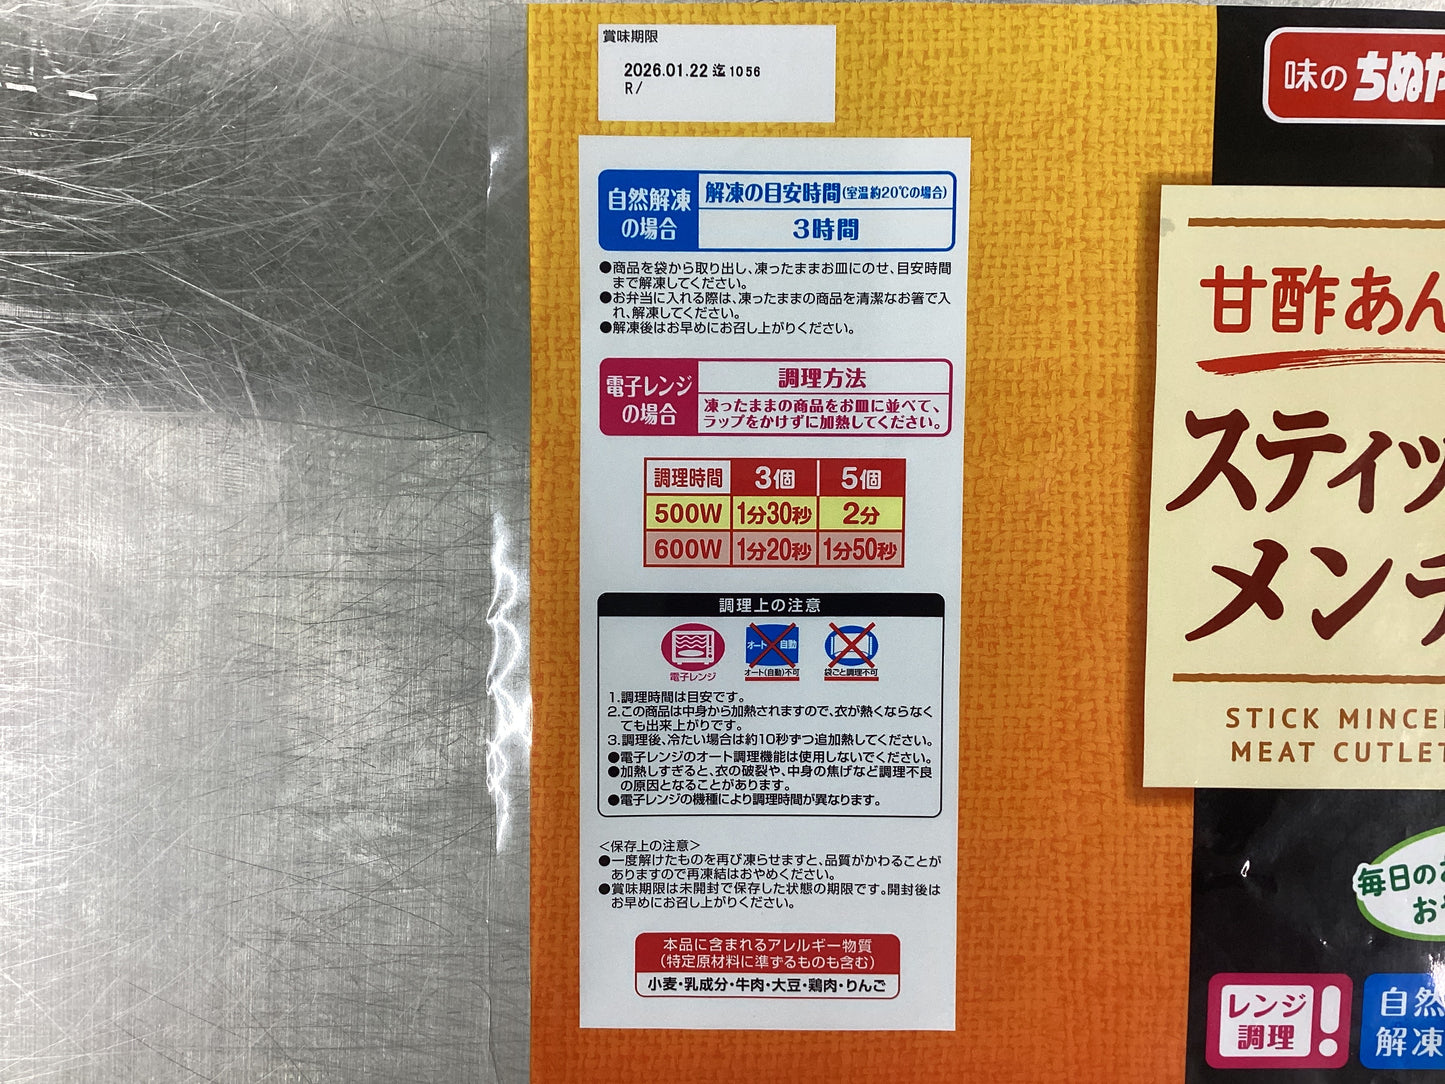 賞味期限
2026.01.22 迄 1056
R/
自然解凍
の場合
解凍の目安時間(室温約20℃の場合)
3時間
●商品を袋から取り出し、凍ったままお皿にのせ、目安時間
まで解凍してください。
●お弁当に入れる際は、凍ったままの商品を清潔なお箸で入
れ、解凍してください。
●解凍後はお早めにお召し上がりください。
電子レンジ
の場合
調理方法
凍ったままの商品をお皿に並べて、
ラップをかけずに加熱してください。
調理時間 3個 5個
500W 1分30秒 2分
600W 1分20秒 1分50秒
調理上の注意
電子レンジ
オート 自動
オート(自動)不可
袋ごと調理不可
1.調理時間は目安です。
2.この商品は中身から加熱されますので、衣が熱くならなく
ても出来上がりです。
3.調理後、冷たい場合は約10秒ずつ追加熱してください。
●電子レンジのオート調理機能は使用しないでください。
●加熱しすぎると、衣の破裂や、中身の焦げなど調理不良
の原因となることがあります。
●電子レンジの機種により調理時間が異なります。
<保存上の注意>
●一度解けたものを再び凍らせますと、品質がかわることが
ありますので再凍結はおやめください。
●賞味期限は未開封で保存した状態の期限です。開封後は
お早めにお召し上がりください。
本品に含まれるアレルギー物質
(特定原材料に準ずるものも含む)
小麦・乳成分・牛肉・大豆・鶏肉・りんご
味の ちぬや
甘酢あん
スティッ
メンチ
STICK MINCE
MEAT CUTLET
毎日のお
お
レンジ
調理!
自然
解凍